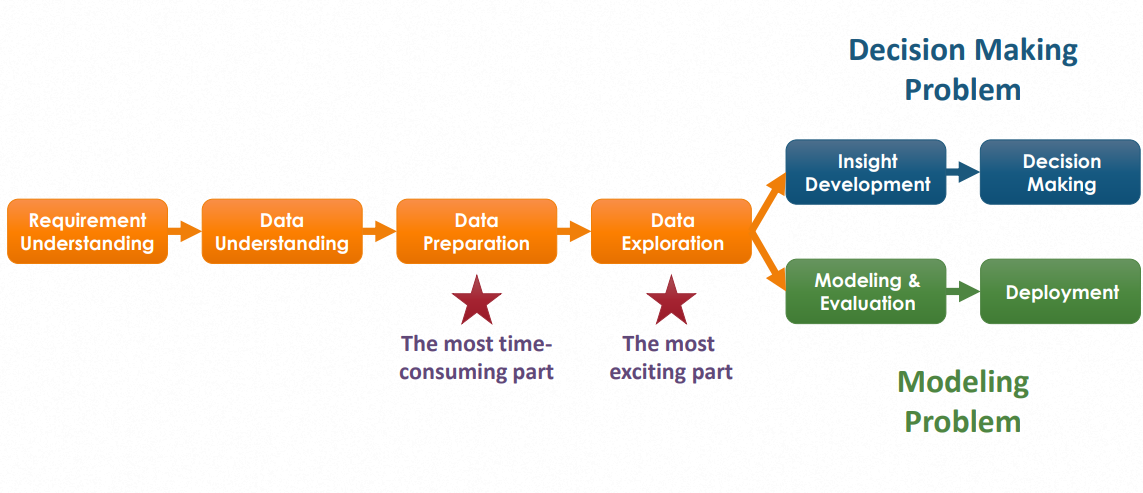 Decision Making
Problem
Insight
Development
Decision
Making
Requirement
Understanding
Data
Understanding
Data
Preparation
Data
Exploration
Modeling &
Evaluation
Deployment
The most time-
consuming part
The most
exciting part
Modeling
Problem